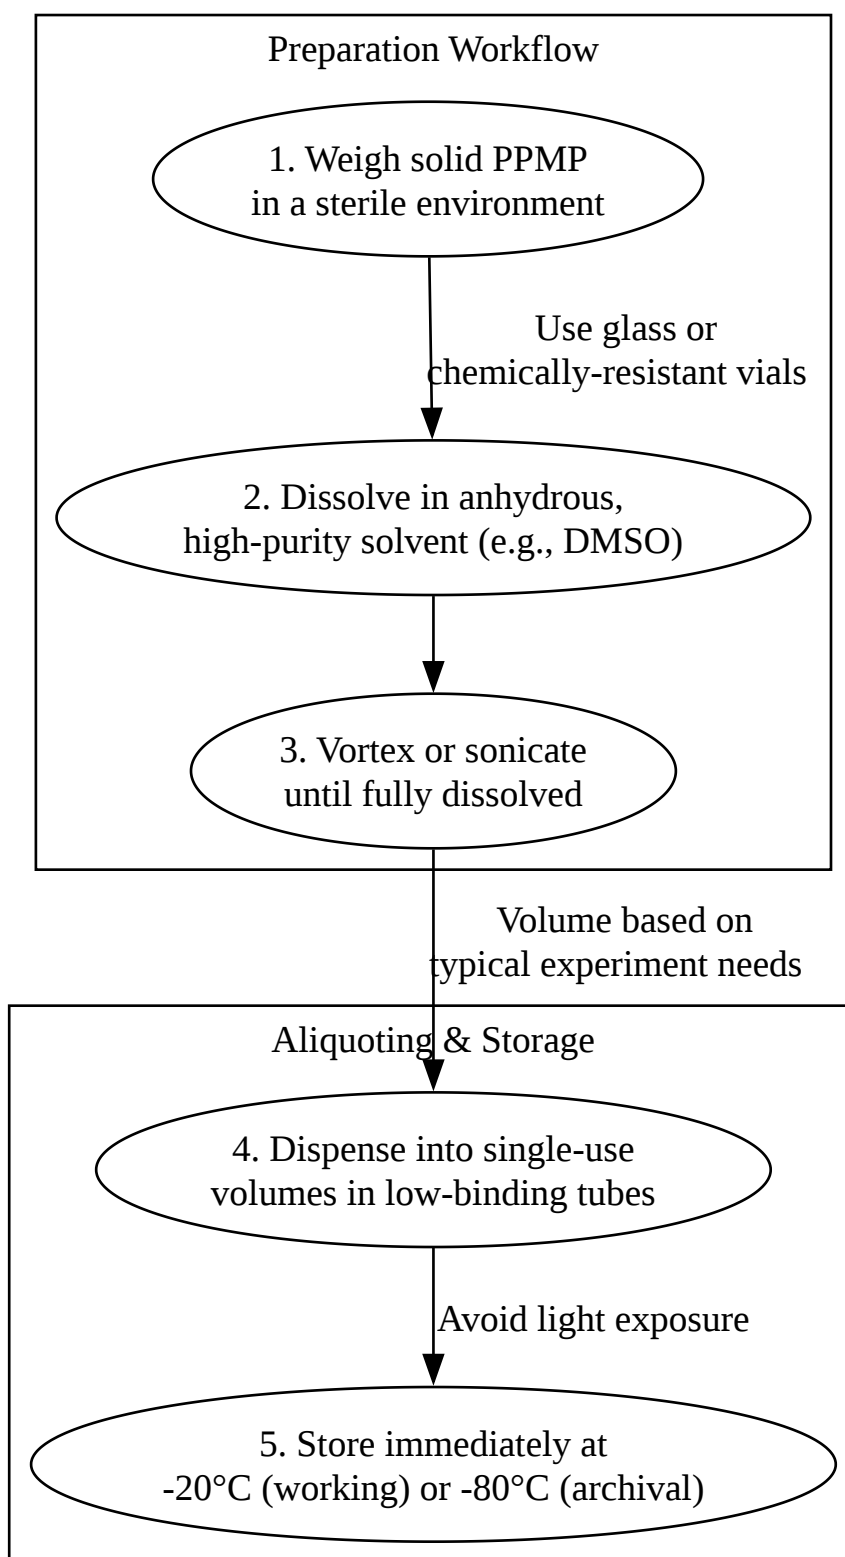 Preparation Workflow
1. Weigh solid PPMP
in a sterile environment
Use glass or
chemically-resistant vials
2. Dissolve in anhydrous,
high-purity solvent (e.g., DMSO)
3. Vortex or sonicate
until fully dissolved
Volume based on
typical experiment needs
Aliquoting & Storage
4. Dispense into single-use
volumes in low-binding tubes
Avoid light exposure
5. Store immediately at
-20°C (working) or -80°C (archival)